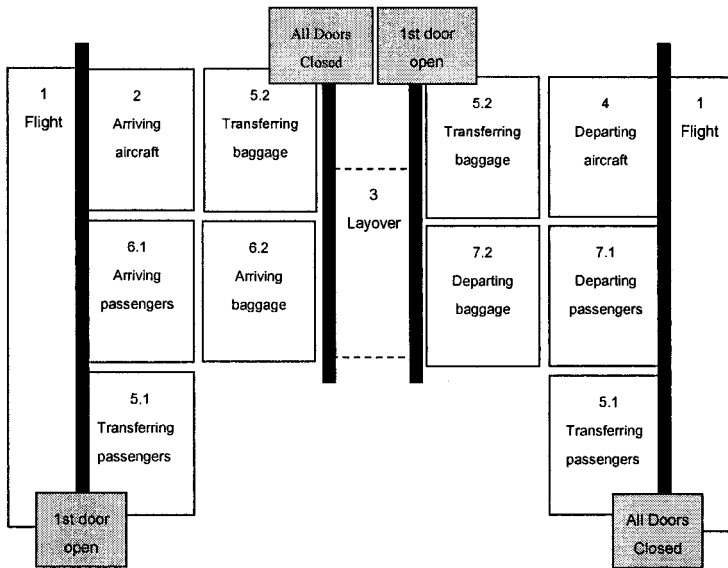 All Doors
Closed
1st door
open
1
Flight
2
Arriving
aircraft
5.2
Transferring
baggage
3
Layover
5.2
Transferring
baggage
4
Departing
aircraft
1
Flight
6.1
Arriving
passengers
6.2
Arriving
baggage
7.2
Departing
baggage
7.1
Departing
passengers
5.1
Transferring
passengers
5.1
Transferring
passengers
1st door
open
All Doors
Closed